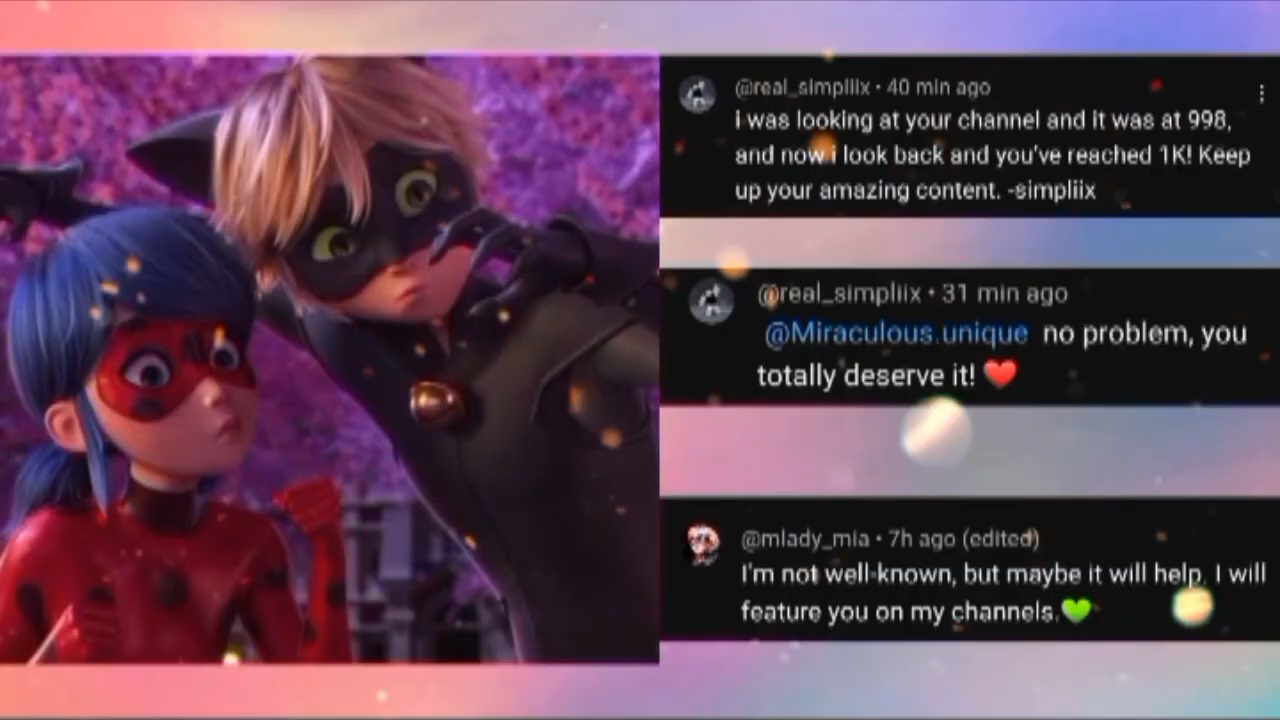 @real_simpliix • 40 min ago
i was looking at your channel and it was at 998,
and now i look back and you've reached 1K! Keep
up your amazing content. -simpliix
@real_simpliix • 31 min ago
@Miraculous.unique no problem, you
totally deserve it! ❤️
@mlady_mia • 7h ago (edited)
I'm not well-known, but maybe it will help. I will
feature you on my channels.💚